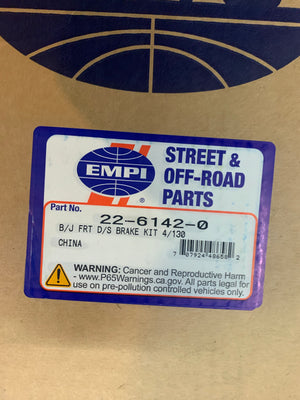 EMPI
STREET &
OFF-ROAD
PARTS
Part No.
22-6142-0
B/J FRT D/S BRAKE KIT 4/130
CHINA
WARNING: Cancer and Reproductive Harm
- www.P65Warnings.ca.gov. All parts legal for
use on pre-pollution controlled vehicles only.